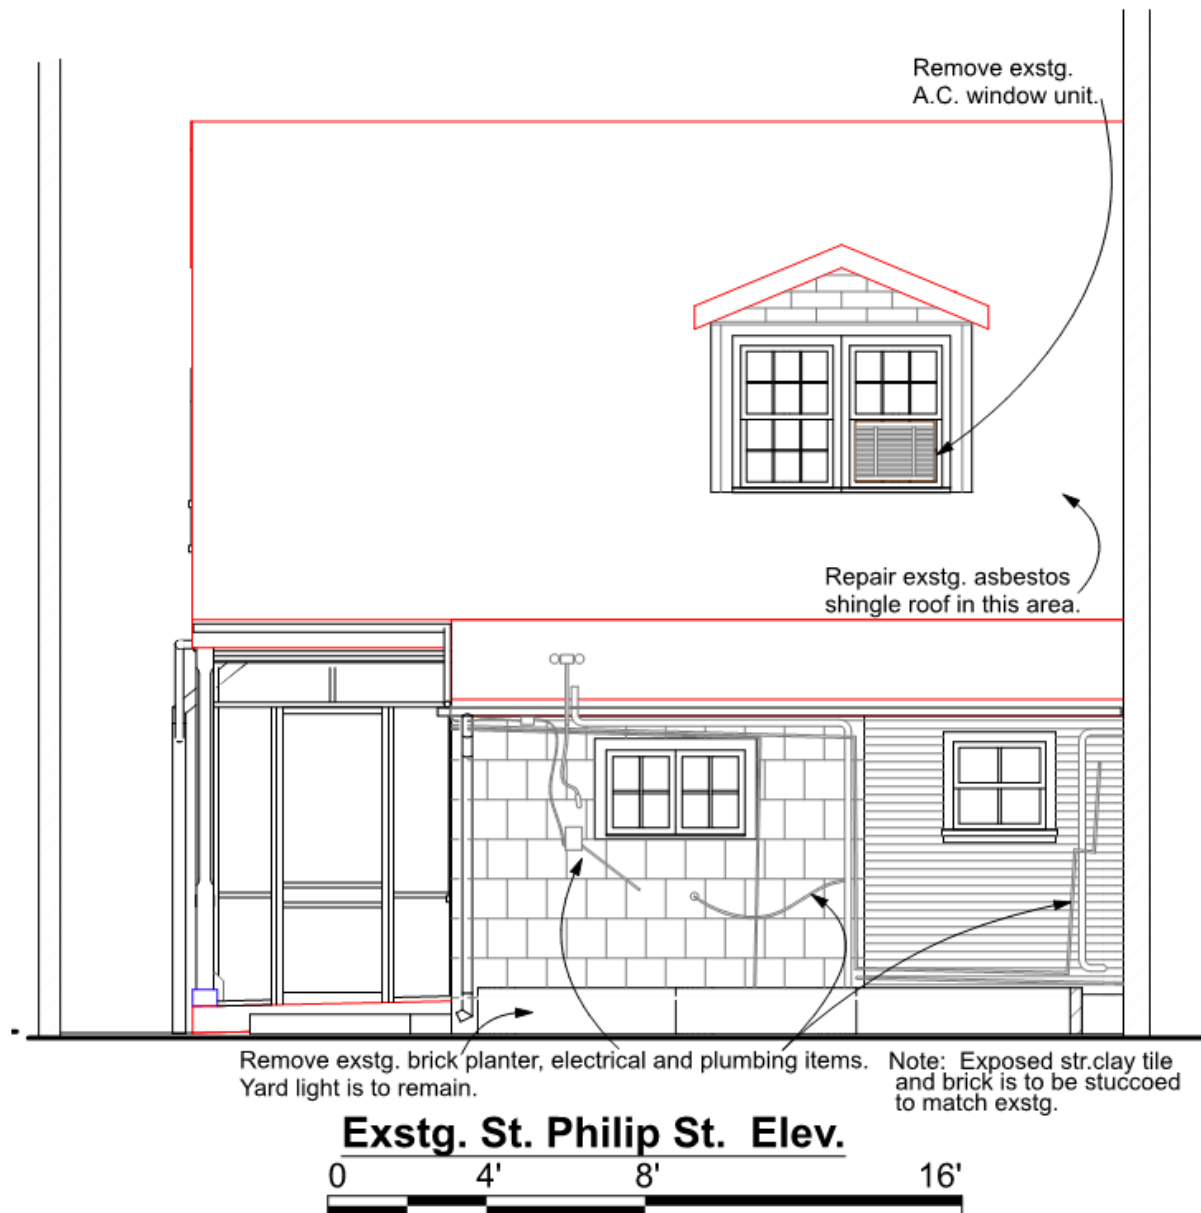 Remove exstg.
A.C. window unit.
Repair exstg. asbestos
shingle roof in this area.
Remove exstg. brick planter, electrical and plumbing items.
Yard light is to remain.
Note: Exposed str.clay tile
and brick is to be stuccoed
to match exstg.
Exstg. St. Philip St. Elev.
0 4' 8' 16'